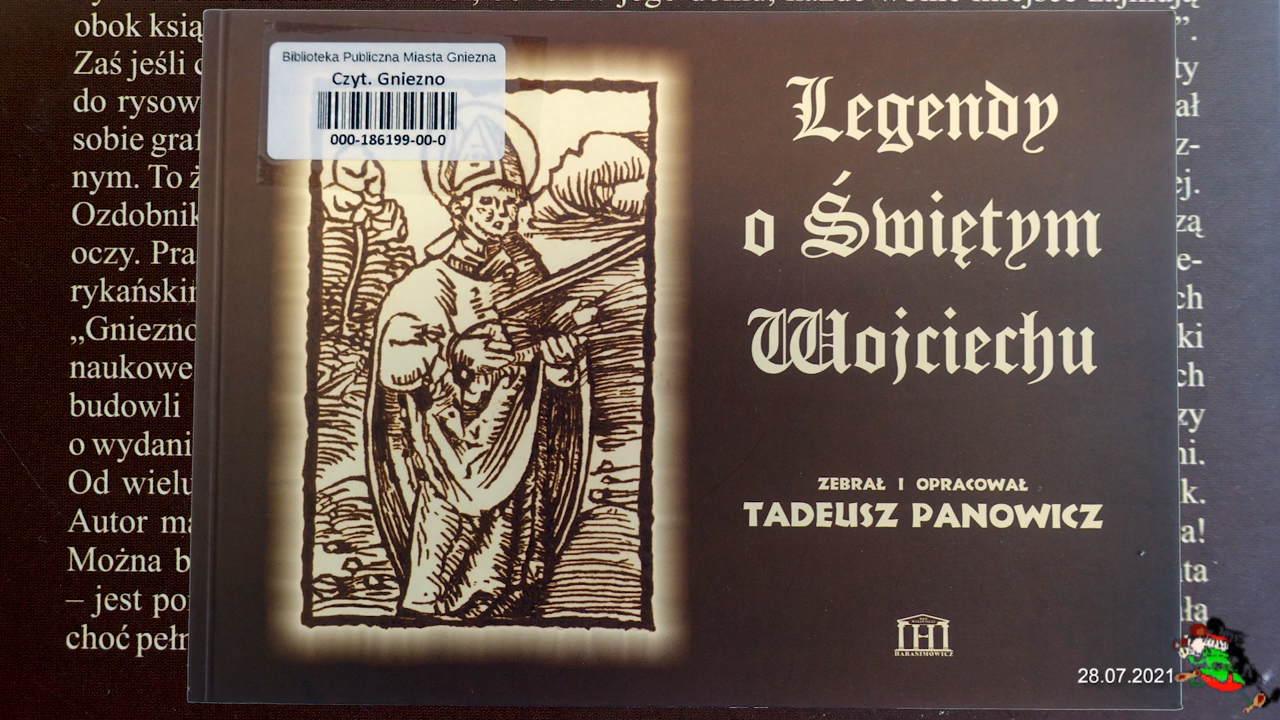 obok ksią
Zaś jeśli
do rysow
sobie graf
nym. To ż
Ozdobnik
oczy. Pra
rykańskin
„Gniezno
naukowe
budowli
o wydani
Od wielu
Autor ma
Można b
– jest po
choć pełn
Biblioteka Publiczna Miasta Gniezna
Czyt. Gniezno
000-186199-00-0
Legendy
o Świętym
Wojciechu
ZEBRAŁ I OPRACOWAŁ
TADEUSZ PANOWICZ
HARASIMOWICZ
”.
ty
ał
z-
ej.
zą
e-
ch
ki
ch
zy
ni.
k.
a!
ta
ła
28.07.2021